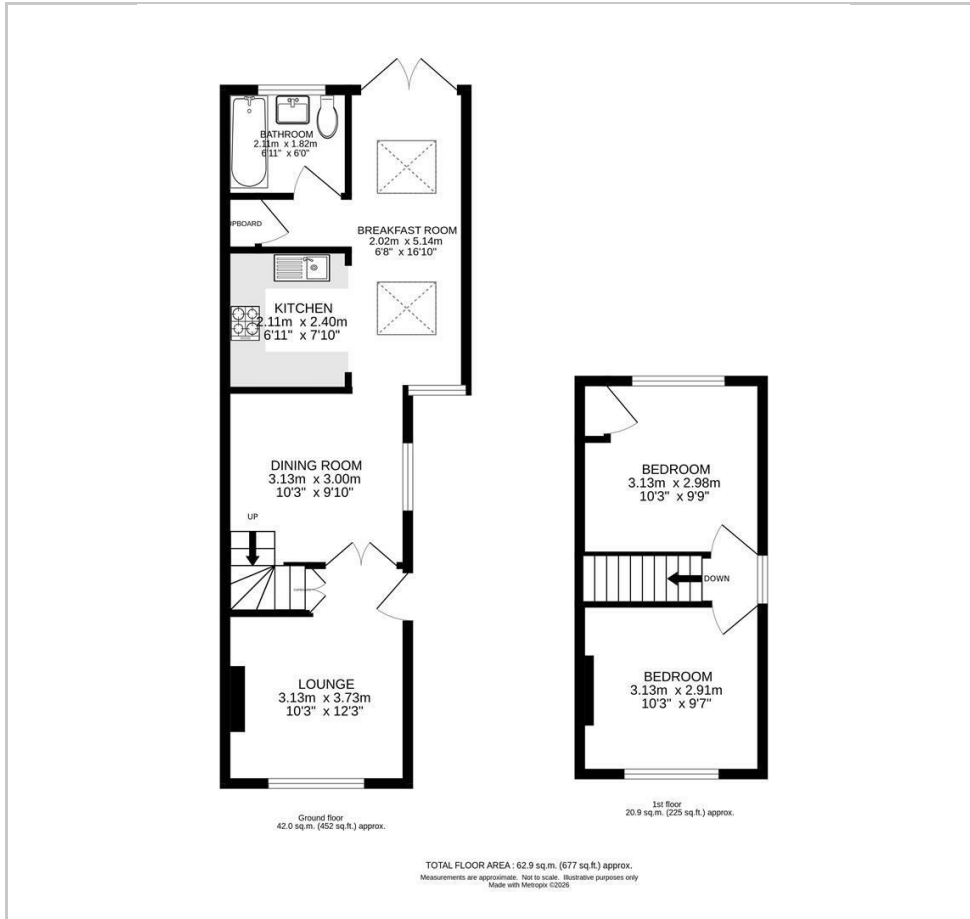 BATHROOM
2.11m x 1.82m
6'11" x 6'0"
PBOARD
BREAKFAST ROOM
2.02m x 5.14m
6'8" x 16'10"
KITCHEN
2.11m x 2.40m
6'11" x 7'10"
DINING ROOM
3.13m x 3.00m
10'3" x 9'10"
UP
LOUNGE
3.13m x 3.73m
10'3" x 12'3"
Ground floor
42.0 sq.m. (452 sq.ft.) approx.
BEDROOM
3.13m x 2.98m
10'3" x 9'9"
DOWN
BEDROOM
3.13m x 2.91m
10'3" x 9'7"
1st floor
20.9 sq.m. (225 sq.ft.) approx.
TOTAL FLOOR AREA : 62.9 sq.m. (677 sq.ft.) approx.
Measurements are approximate. Not to scale. Illustrative purposes only
Made with Metropix ©2026